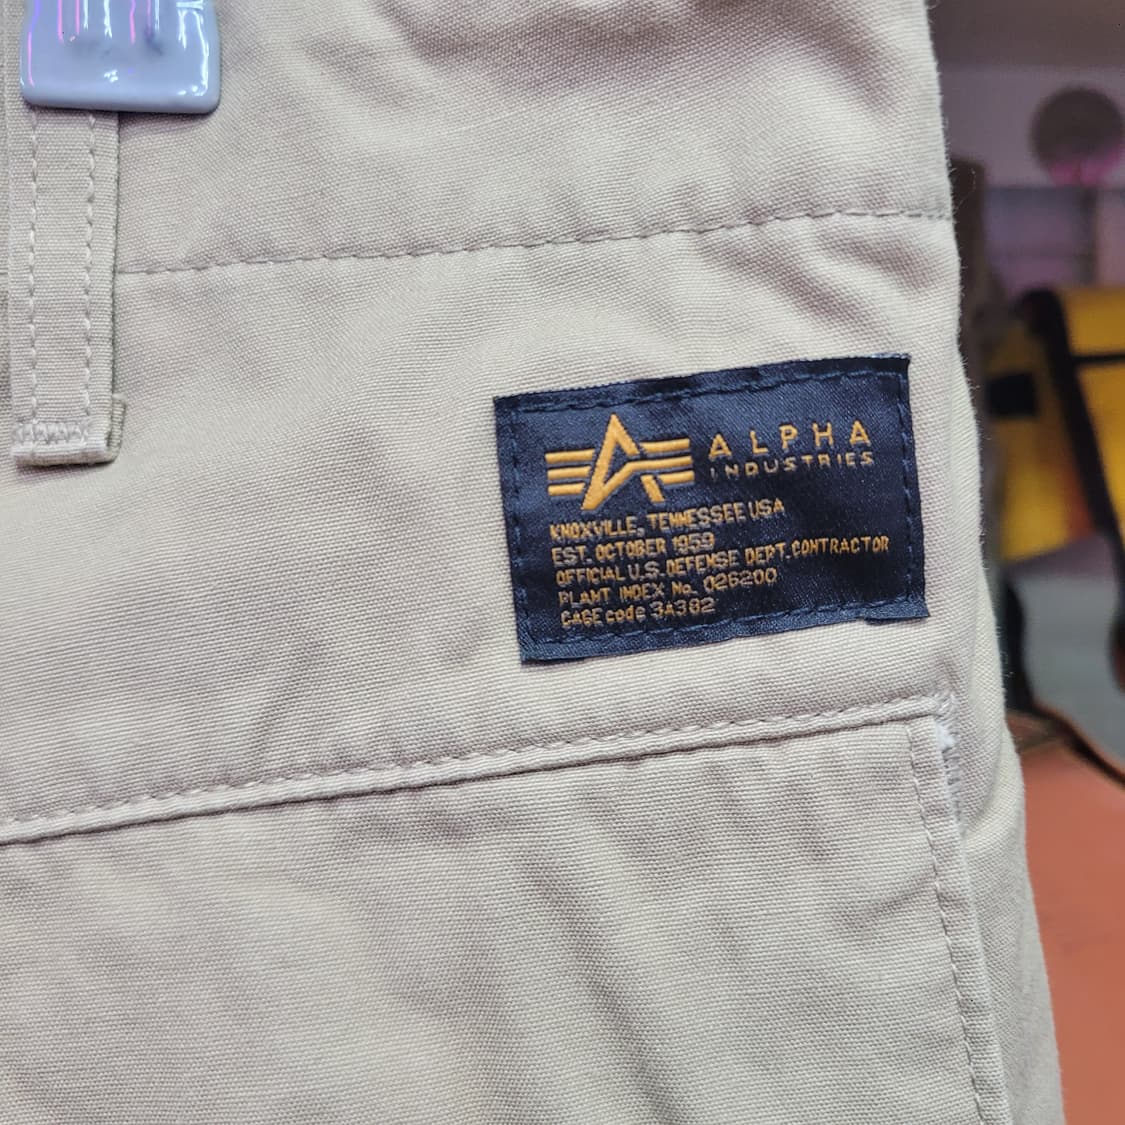 ALPHA
INDUSTRIES
KNOXVILLE, TENNESSEE USA
EST. OCTOBER 1959
OFFICIAL U.S. DEFENSE DEPT. CONTRACTOR
PLANT INDEX No. 026200
CAGE code 3A382